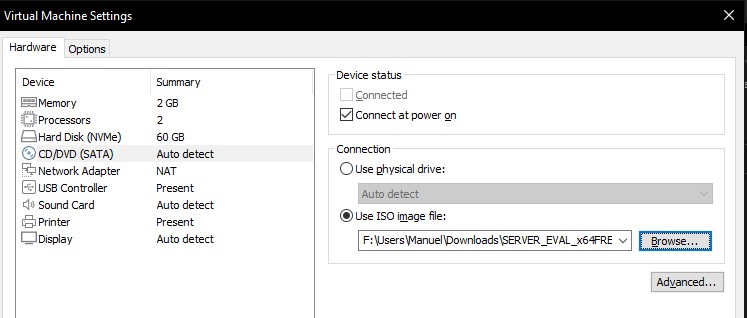 Virtual Machine Settings
Hardware Options
Device Summary
Memory 2 GB
Processors 2
Hard Disk (NVMe) 60 GB
CD/DVD (SATA) Auto detect
Network Adapter NAT
USB Controller Present
Sound Card Auto detect
Printer Present
Display Auto detect
Device status
Connected
Connect at power on
Connection
Use physical drive:
Auto detect
Use ISO image file:
F:\Users\Manuel\Downloads\SERVER_EVAL_x64FRE Browse...
Advanced...